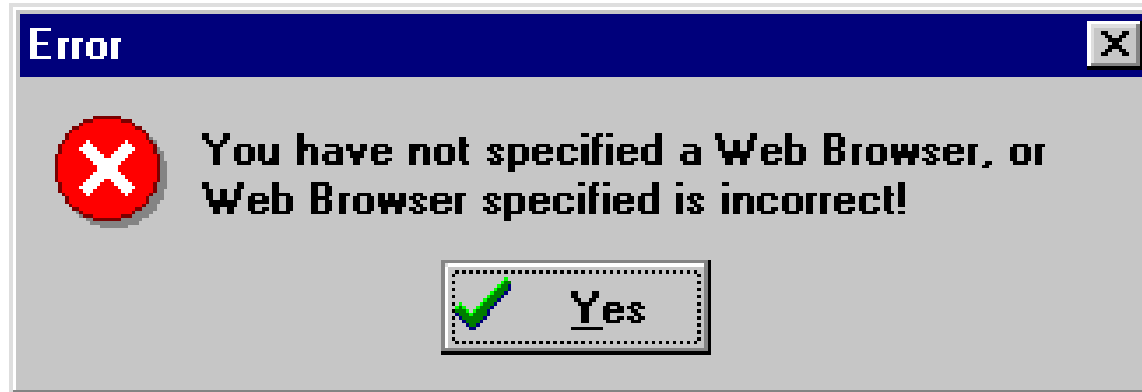 Error
You have not specified a Web Browser, or
Web Browser specified is incorrect!
Yes